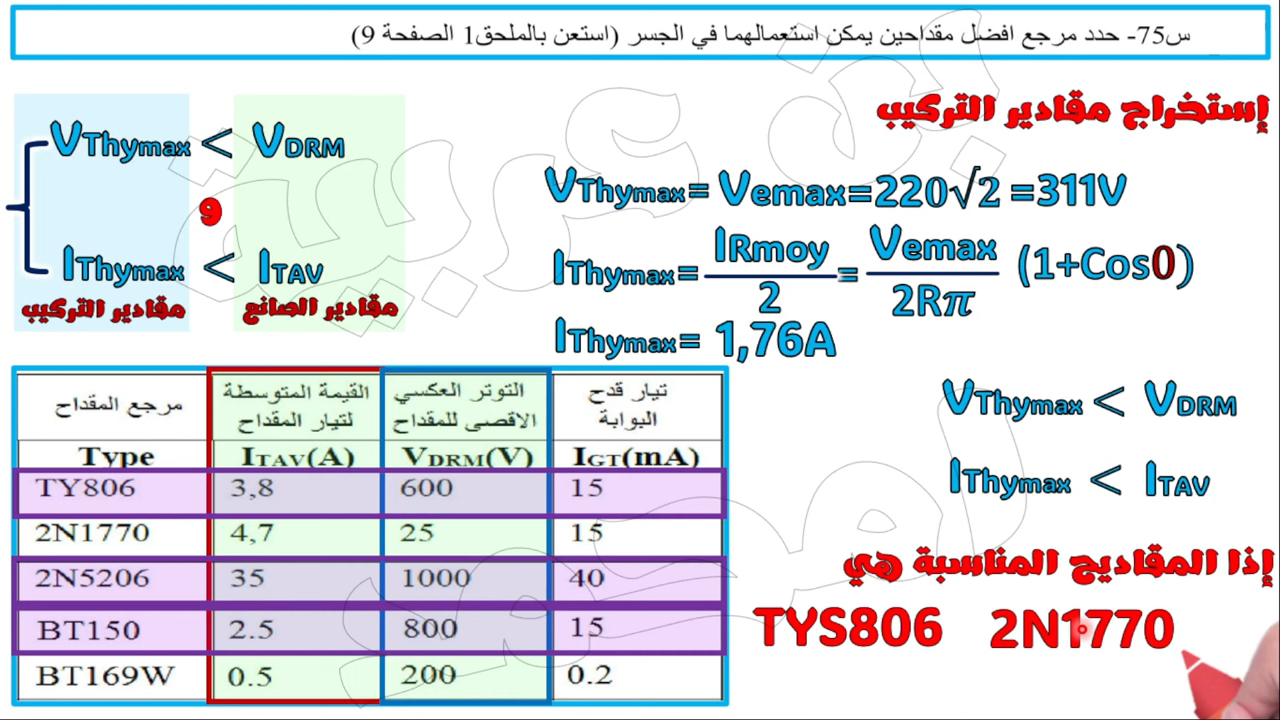 س75- حدد مرجع افضل مقداحين يمكن استعمالهما في الجسر (استعن بالملحق1 الصفحة 9)
إستخراج مقادير التركيب
VThymax < VDRM
و
IThymax < ITAV
مقادير التركيب مقادير الصانع
VThymax = Vemax = 220√2 = 311V
IThymax = IRmoy / 2 = Vemax / 2Rπ (1+Cos0)
IThymax = 1,76A
مرجع المقداح | القيمة المتوسطة لتيار المقداح | التوتر العكسي الاقصى للمقداح | تيار قدح البوابة
Type | ITAV(A) | VDRM(V) | IGT(mA)
TY806 | 3,8 | 600 | 15
2N1770 | 4,7 | 25 | 15
2N5206 | 35 | 1000 | 40
BT150 | 2.5 | 800 | 15
BT169W | 0.5 | 200 | 0.2
VThymax < VDRM
IThymax < ITAV
إذا المقاديح المناسبة هي
TYS806 2N1770